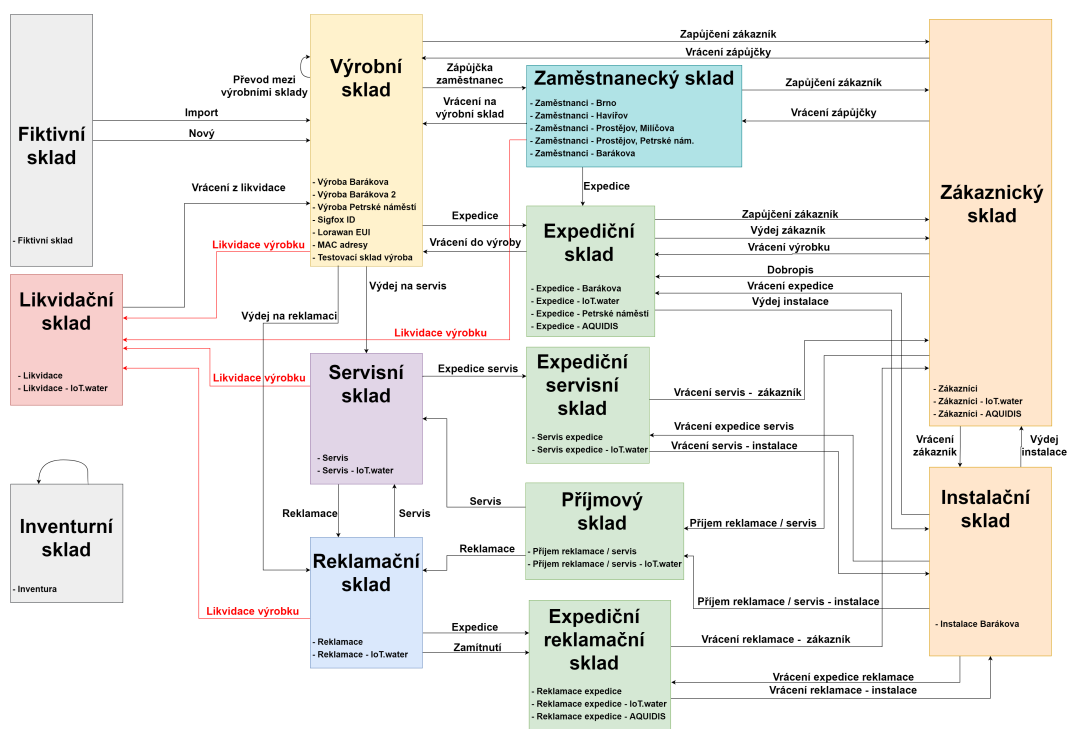 Fiktivní
sklad
- Fiktivní sklad
Import
Nový
Převod mezi
výrobními sklady
Výrobní
sklad
- Výroba Barákova
- Výroba Barákova 2
- Výroba Petrské náměstí
- Sigfox ID
- Lorawan EUI
- MAC adresy
- Testovací sklad výroba
Zápůjčka
zaměstnanec
Vrácení na
výrobní sklad
Zapůjčení zákazník
Vrácení zápůjčky
Zaměstnanecký sklad
- Zaměstnanci - Brno
- Zaměstnanci - Havířov
- Zaměstnanci - Prostějov, Milíčova
- Zaměstnanci - Prostějov, Petrské nám.
- Zaměstnanci - Barákova
Zapůjčení zákazník
Vrácení zápůjčky
Zákaznický
sklad
- Zákazníci
- Zákazníci - IoT.water
- Zákazníci - AQUIDIS
Vrácení z likvidace
Likvidace výrobku
Expedice
Expedice
Vrácení do výroby
Expediční
sklad
- Expedice - Barákova
- Expedice - IoT.water
- Expedice - Petrské náměstí
- Expedice - AQUIDIS
Zapůjčení zákazník
Výdej zákazník
Vrácení výrobku
Dobropis
Vrácení expedice
Výdej instalace
Likvidační
sklad
- Likvidace
- Likvidace - IoT.water
Výdej na servis
Výdej na reklamaci
Likvidace výrobku
Likvidace výrobku
Servisní
sklad
- Servis
- Servis - IoT.water
Expedice servis
Expediční
servisní
sklad
- Servis expedice
- Servis expedice - IoT.water
Vrácení servis -  zákazník
Vrácení expedice servis
Vrácení servis - instalace
Vrácení
zákazník
Výdej
instalace
Inventurní
sklad
- Inventura
Reklamace
Servis
Servis
Reklamace
Příjmový
sklad
- Příjem reklamace / servis
- Příjem reklamace / servis - IoT.water
Příjem reklamace / servis
Příjem reklamace / servis - instalace
Instalační
sklad
- Instalace Barákova
Likvidace výrobku
Reklamační
sklad
- Reklamace
- Reklamace - IoT.water
Expedice
Zamítnutí
Expediční
reklamační
sklad
- Reklamace expedice
- Reklamace expedice - IoT.water
- Reklamace expedice - AQUIDIS
Vrácení reklamace -  zákazník
Vrácení expedice reklamace
Vrácení reklamace - instalace